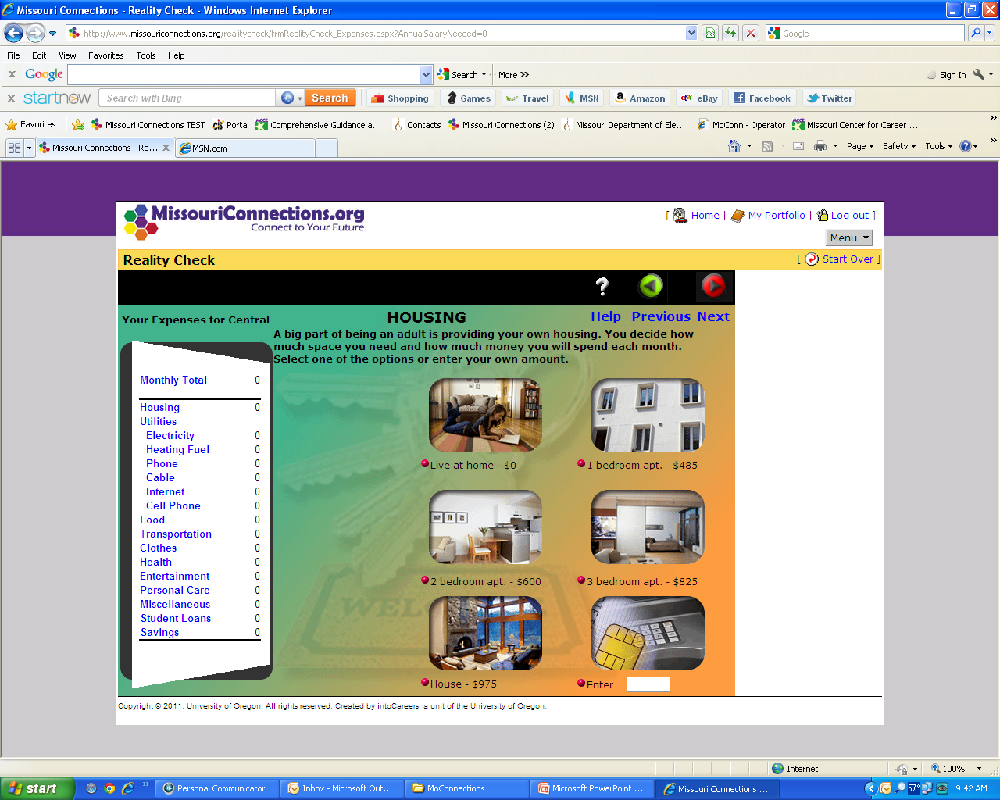 Missouri Connections - Reality Check - Windows Internet Explorer
http://www.missouriconnections.org/realitycheck/frmRealityCheck_Expenses.aspx?AnnualSalaryNeeded=0
Google
File Edit View Favorites Tools Help
x Google Search More >> Sign In
x startnow Search with Bing Search Shopping Games Travel MSN Amazon eBay Facebook Twitter
Favorites Missouri Connections TEST Portal Comprehensive Guidance a... Contacts Missouri Connections (2) Missouri Department of Ele... MoConn - Operator Missouri Center for Career ...
Missouri Connections - Re... MSN.com Page Safety Tools
MissouriConnections.org
Connect to Your Future
[ Home | My Portfolio | Log out ]
Menu
Reality Check [ Start Over ]
?
Your Expenses for Central
HOUSING
Help Previous Next
A big part of being an adult is providing your own housing. You decide how
much space you need and how much money you will spend each month.
Select one of the options or enter your own amount.
Monthly Total 0
Housing 0
Utilities
Electricity 0
Heating Fuel 0
Phone 0
Cable 0
Internet 0
Cell Phone 0
Food 0
Transportation 0
Clothes 0
Health 0
Entertainment 0
Personal Care 0
Miscellaneous 0
Student Loans 0
Savings 0
Live at home - $0
1 bedroom apt. - $485
2 bedroom apt. - $600
3 bedroom apt. - $825
WELCOME
House - $975
Enter
Copyright © 2011, University of Oregon. All rights reserved. Created by intoCareers, a unit of the University of Oregon.
Internet 100%
start Personal Communicator Inbox - Microsoft Out... MoConnections Microsoft PowerPoint ... Missouri Connections ... 57° 9:42 AM